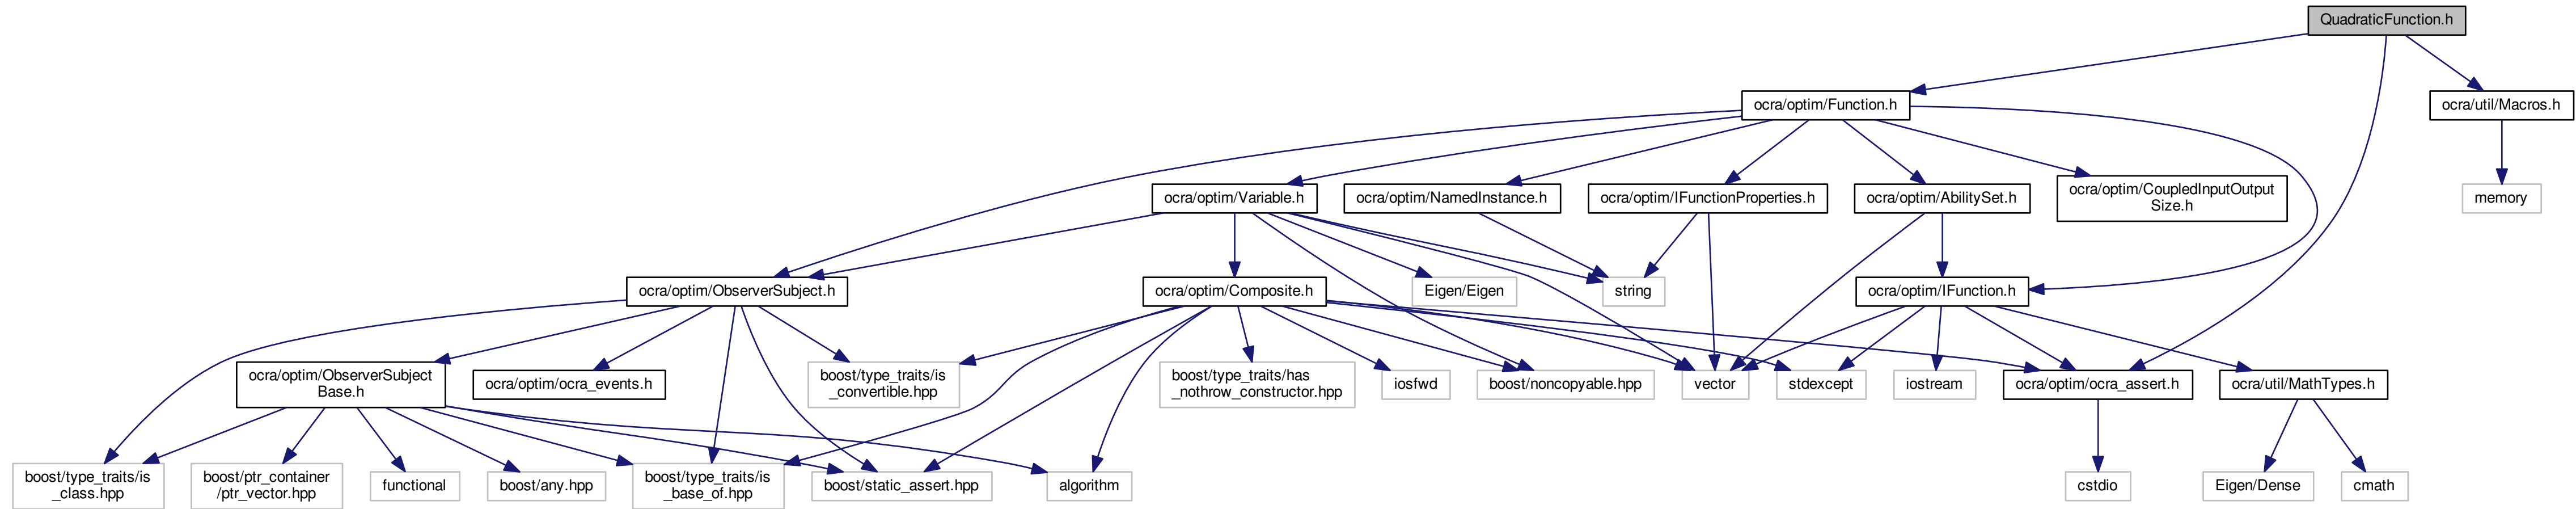 QuadraticFunction.h
ocra/optim/Function.h
ocra/util/Macros.h
ocra/optim/Variable.h
ocra/optim/NamedInstance.h
ocra/optim/IFunctionProperties.h
ocra/optim/AbilitySet.h
ocra/optim/CoupledInputOutput
Size.h
memory
ocra/optim/ObserverSubject.h
ocra/optim/Composite.h
Eigen/Eigen
string
ocra/optim/IFunction.h
ocra/optim/ObserverSubject
Base.h
ocra/optim/ocra_events.h
boost/type_traits/is
_convertible.hpp
boost/type_traits/has
_nothrow_constructor.hpp
iosfwd
boost/noncopyable.hpp
vector
stdexcept
iostream
ocra/optim/ocra_assert.h
ocra/util/MathTypes.h
boost/type_traits/is
_class.hpp
boost/ptr_container
/ptr_vector.hpp
functional
boost/any.hpp
boost/type_traits/is
_base_of.hpp
boost/static_assert.hpp
algorithm
cstdio
Eigen/Dense
cmath